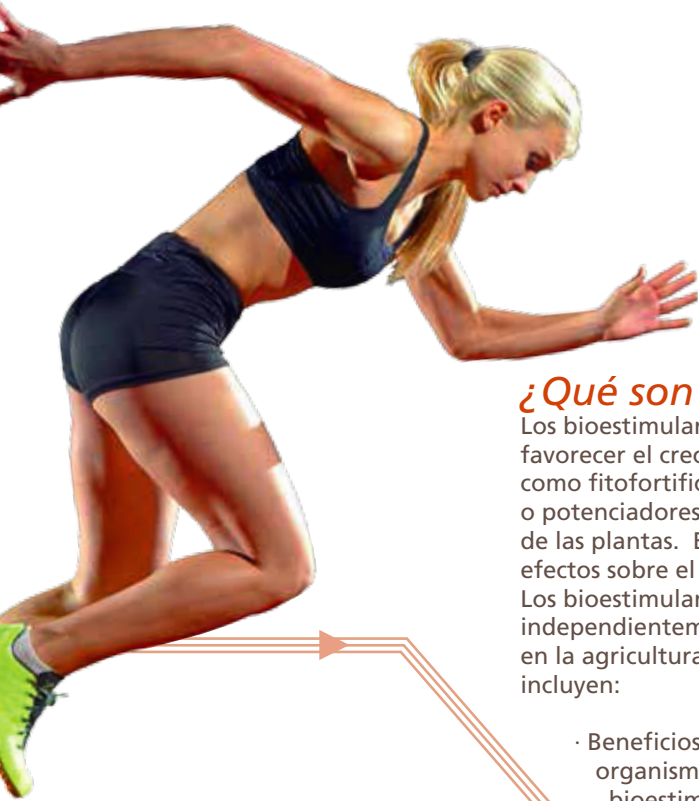 ¿Qué son
Los bioestimular
favorecer el crec
como fitofortific
o potenciadores
de las plantas. E
efectos sobre el
Los bioestimular
independientem
en la agricultura
incluyen:
· Beneficios
organism
bioestim